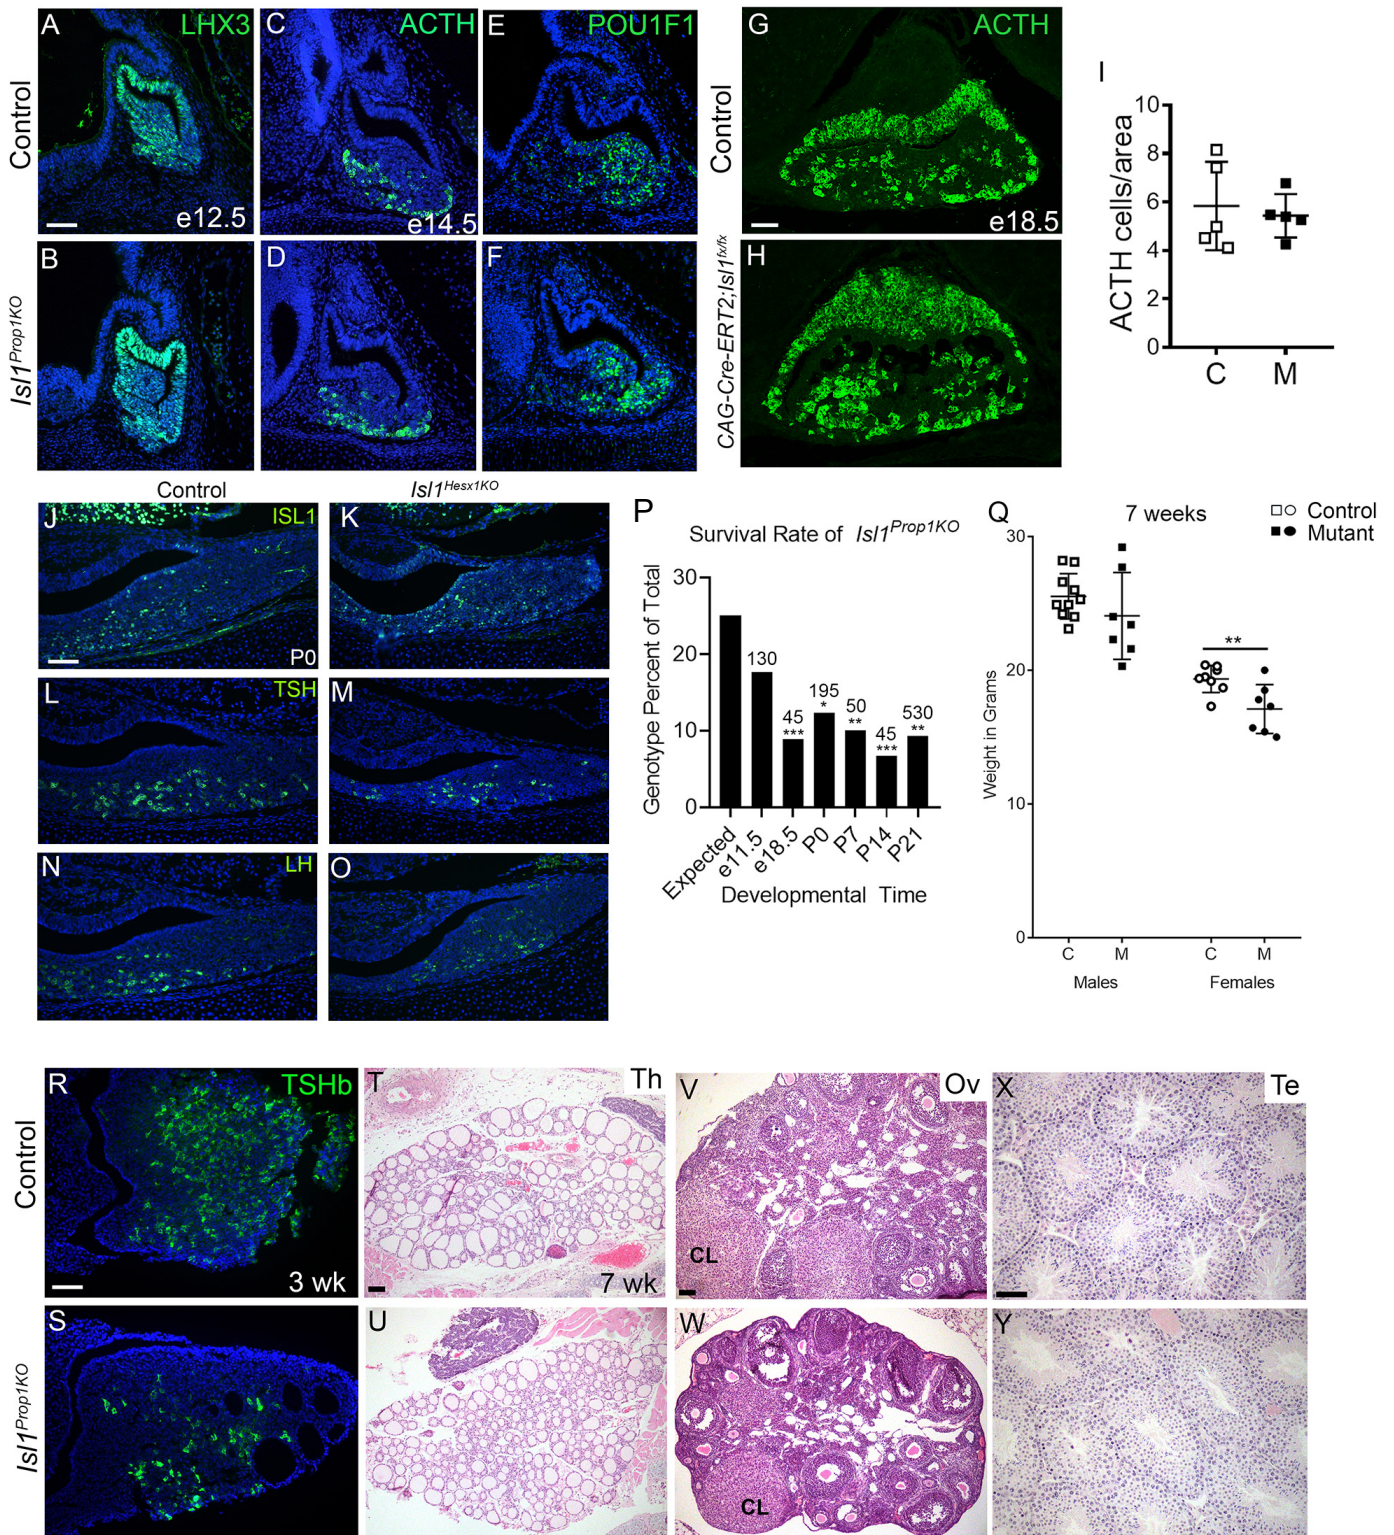 A LHX3 C ACTH E POU1F1 G ACTH
Control e12.5 e14.5 Control e18.5
B D F H
Isl1Prop1KO CAG-Cre-ERT2;Isl1fx/fx
I
ACTH cells/area
10
8
6
4
2
0
C M
Control Isl1Hesx1KO
J ISL1 K
P0
L TSH M
N LH O
P
Survival Rate of Isl1Prop1KO
Genotype Percent of Total
30
20
10
0
130
45
***
195
*
50
**
45
***
530
**
Expected e11.5 e18.5 P0 P7 P14 P21
Developmental Time
Q
7 weeks
Control
Mutant
Weight in Grams
30
20
10
0
**
C M C M
Males Females
R TSHb T Th V Ov X Te
Control 3 wk 7 wk CL
S U W Y
Isl1Prop1KO CL